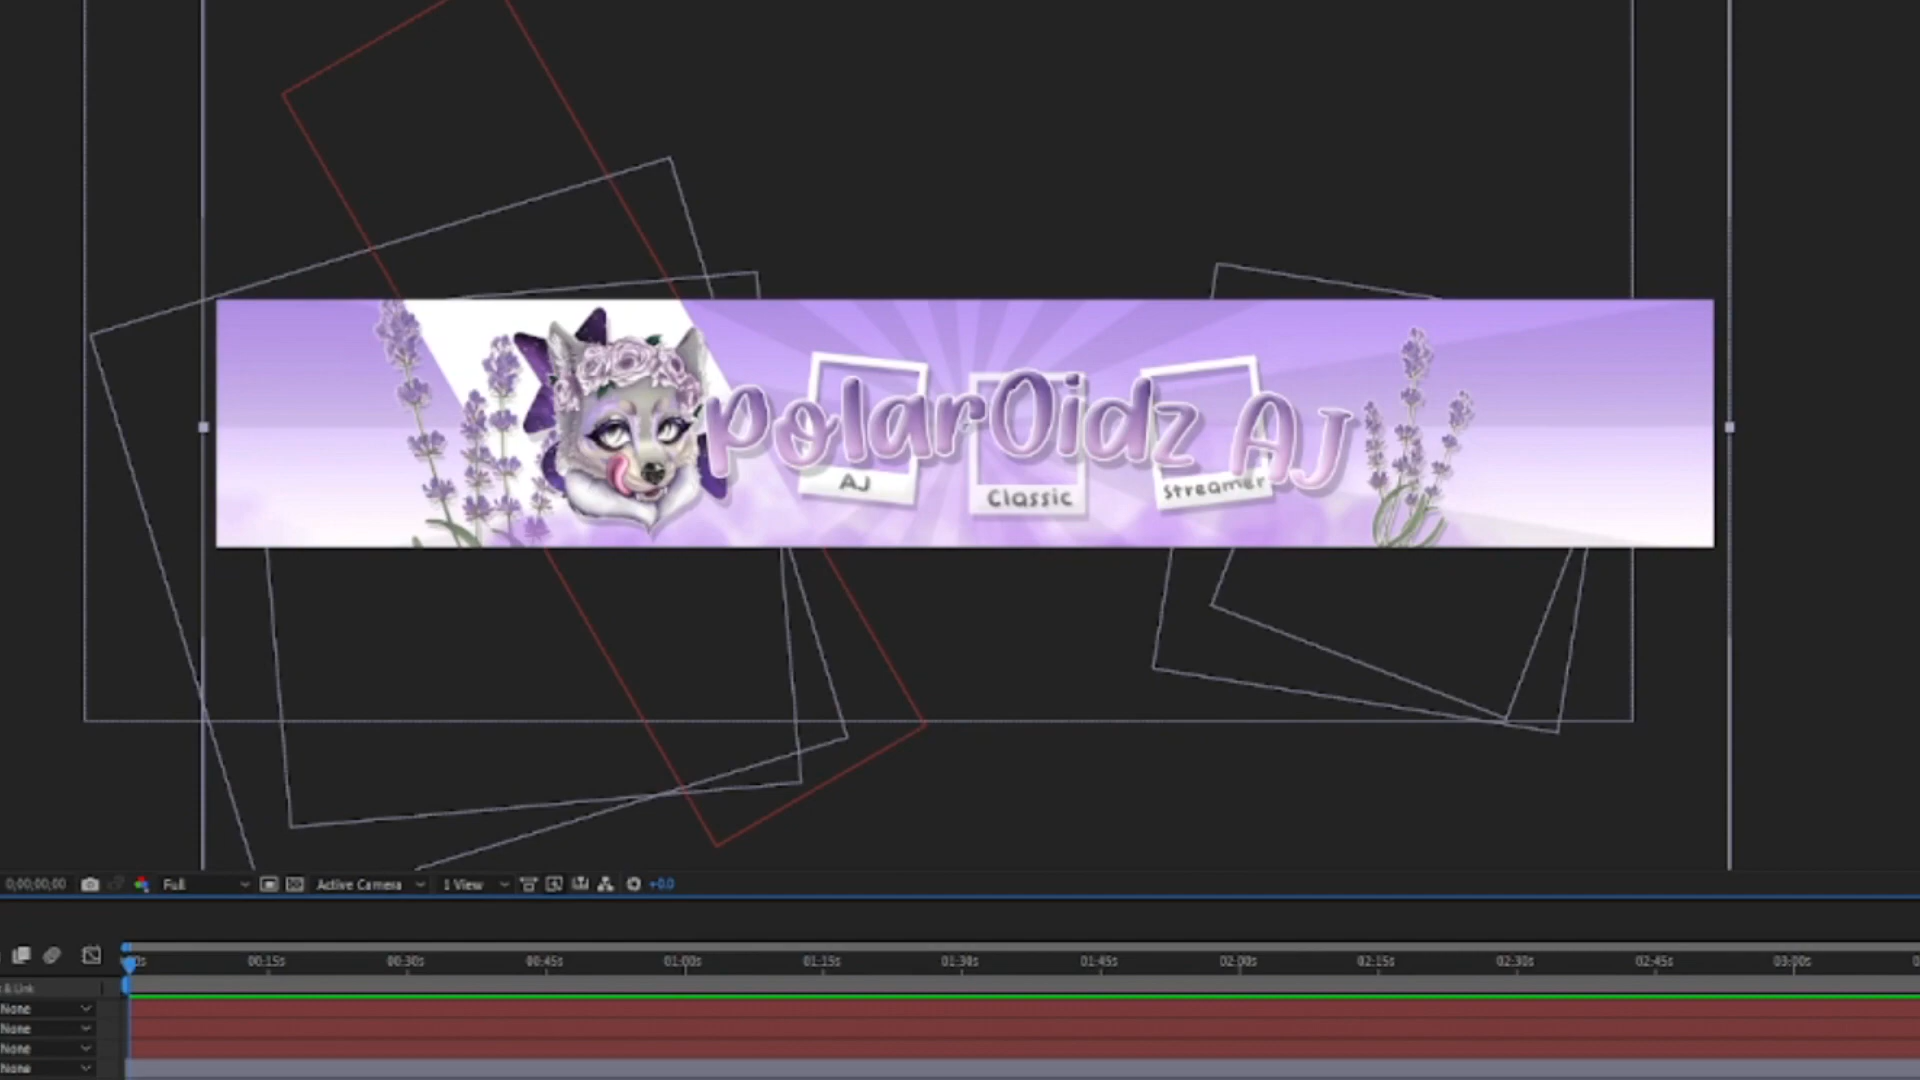 PolarOidz AJ
AJ
Classic
Streamer
0;00;00;00 Full Active Camera 1 View +0.0
00:15s 00:30s 00:45s 01:00s 01:15s 01:30s 01:45s 02:00s 02:15s 02:30s 02:45s 03:00s
& Link
None
None
None
None